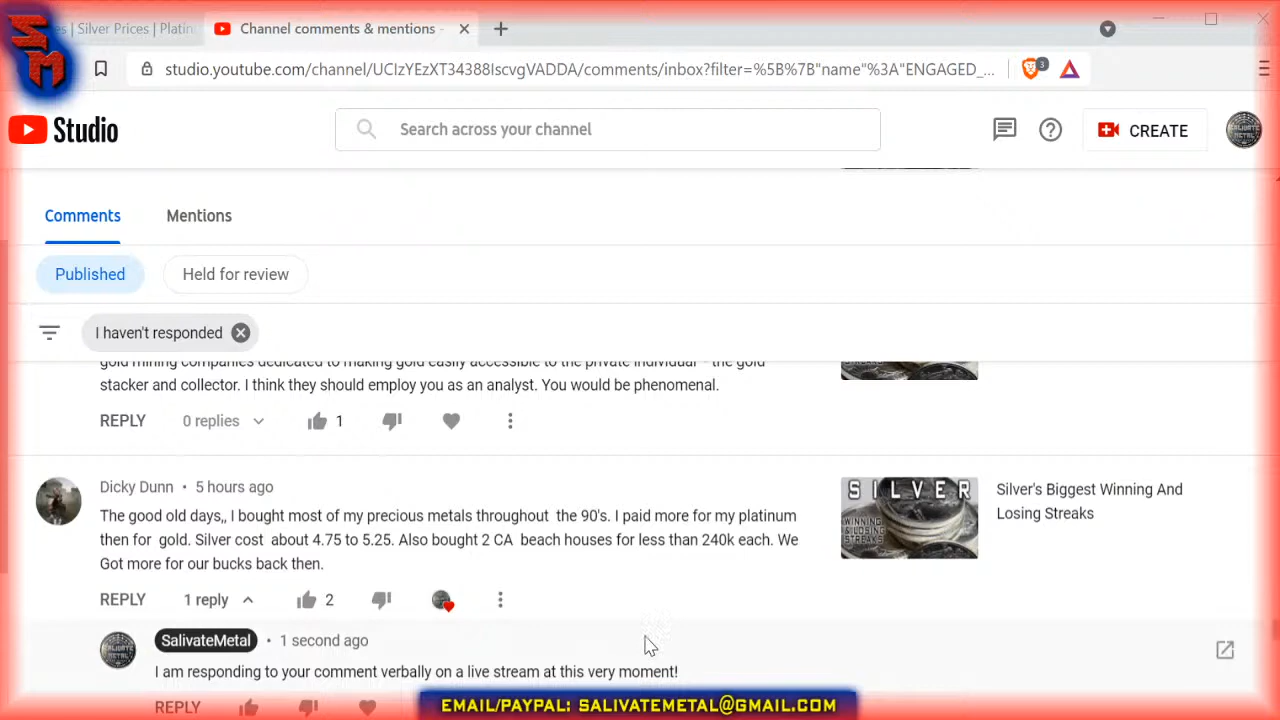 SM
es | Silver Prices | Platin
Channel comments & mentions -
studio.youtube.com/channel/UCIzYEzXT34388IscvgVADDA/comments/inbox?filter=%5B%7B"name"%3A"ENGAGED_...
3
Studio
Search across your channel
CREATE
Comments
Mentions
Published
Held for review
I haven't responded
gold mining companies dedicated to making gold easily accessible to the private individual - the gold
stacker and collector. I think they should employ you as an analyst. You would be phenomenal.
REPLY
0 replies
1
Dicky Dunn • 5 hours ago
The good old days,, I bought most of my precious metals throughout the 90's. I paid more for my platinum
then for gold. Silver cost about 4.75 to 5.25. Also bought 2 CA beach houses for less than 240k each. We
Got more for our bucks back then.
SILVER
WINNING
& LOSING
STREAKS
Silver's Biggest Winning And
Losing Streaks
REPLY
1 reply
2
SALIVATE
METAL
SalivateMetal • 1 second ago
I am responding to your comment verbally on a live stream at this very moment!
REPLY
EMAIL/PAYPAL: SALIVATEMETAL@GMAIL.COM